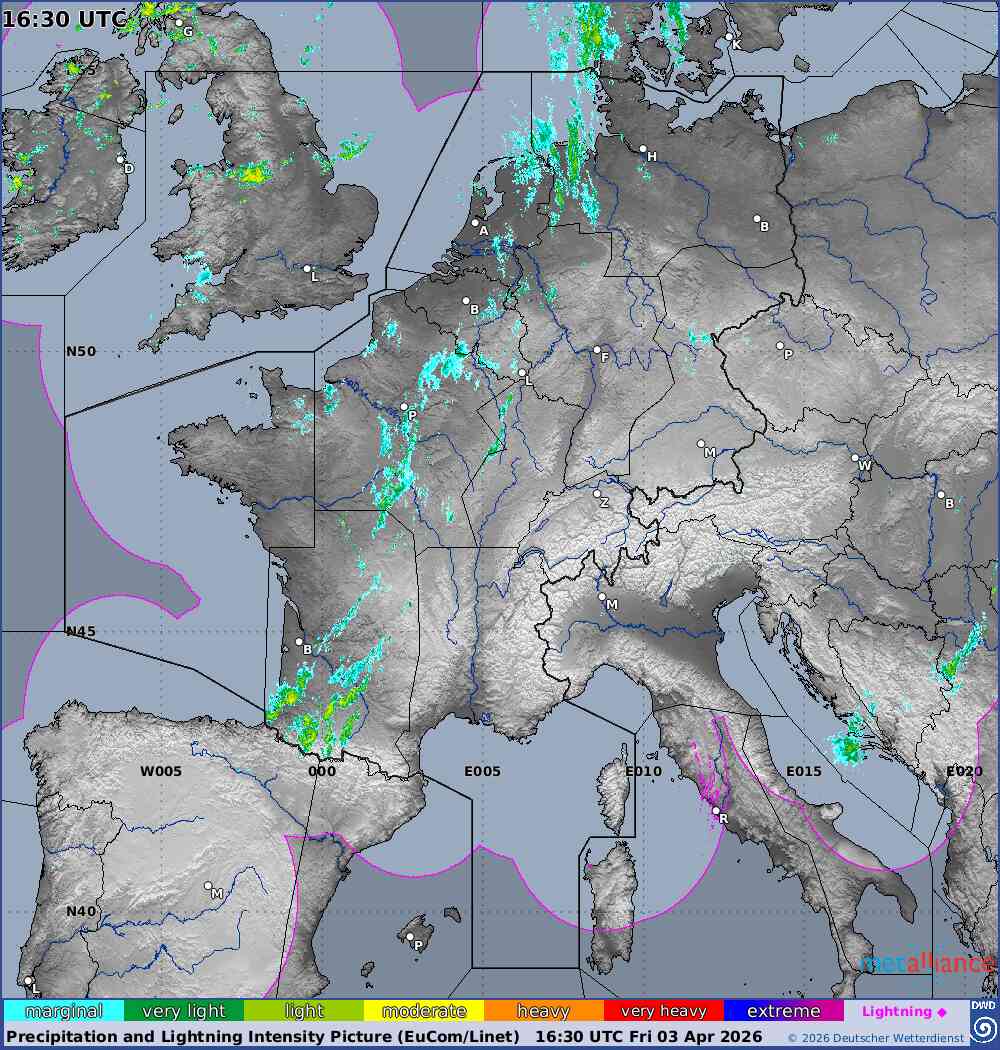 16:30 UTC
G
K
55
D
H
B
A
L
B
N50
F
P
L
P
M
W
Z
B
M
N45
B
W005
000
E005
E010
E015
E020
R
M
N40
P
L
metalliance
marginal very light light moderate heavy very heavy extreme Lightning ◆
DWD
Precipitation and Lightning Intensity Picture (EuCom/Linet) 16:30 UTC Fri 03 Apr 2026 © 2026 Deutscher Wetterdienst